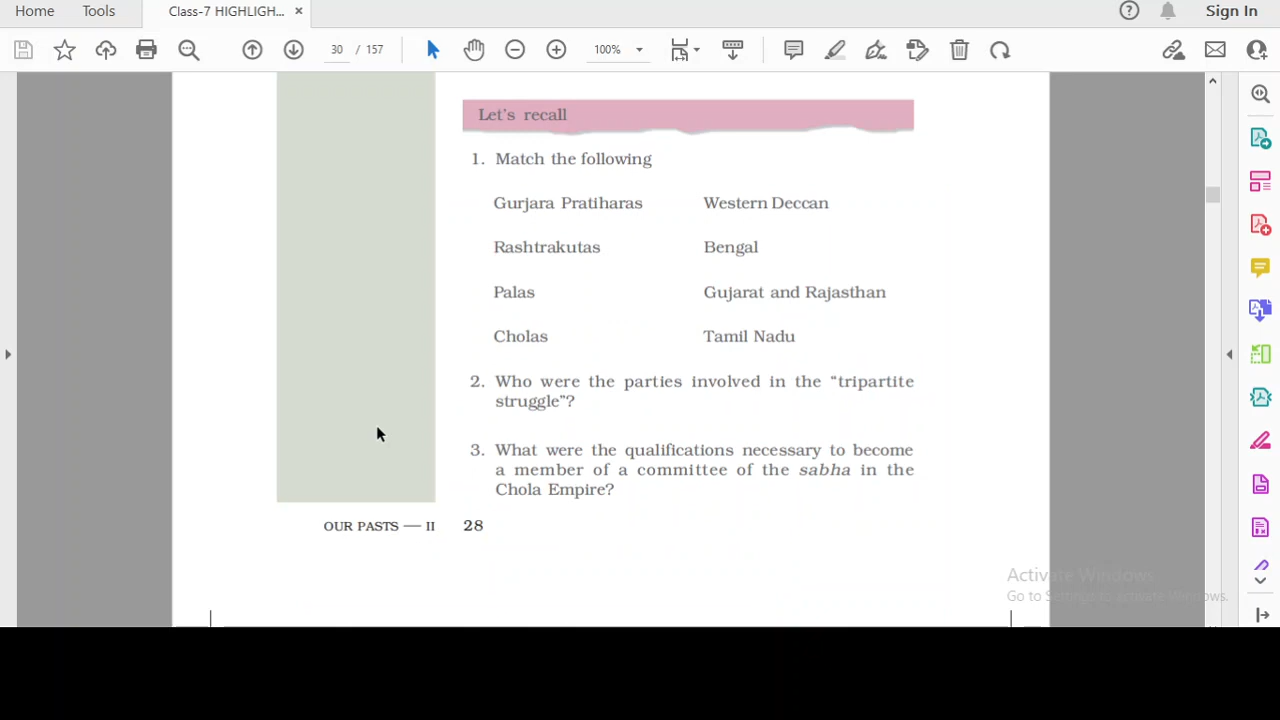 Home Tools Class-7 HIGHLIGH... × Sign In
30 / 157 100%
Let's recall
1. Match the following
Gurjara Pratiharas Western Deccan
Rashtrakutas Bengal
Palas Gujarat and Rajasthan
Cholas Tamil Nadu
2. Who were the parties involved in the “tripartite
struggle”?
3. What were the qualifications necessary to become
a member of a committee of the sabha in the
Chola Empire?
OUR PASTS — II 28
Activate Windows
Go to Settings to activate Windows.